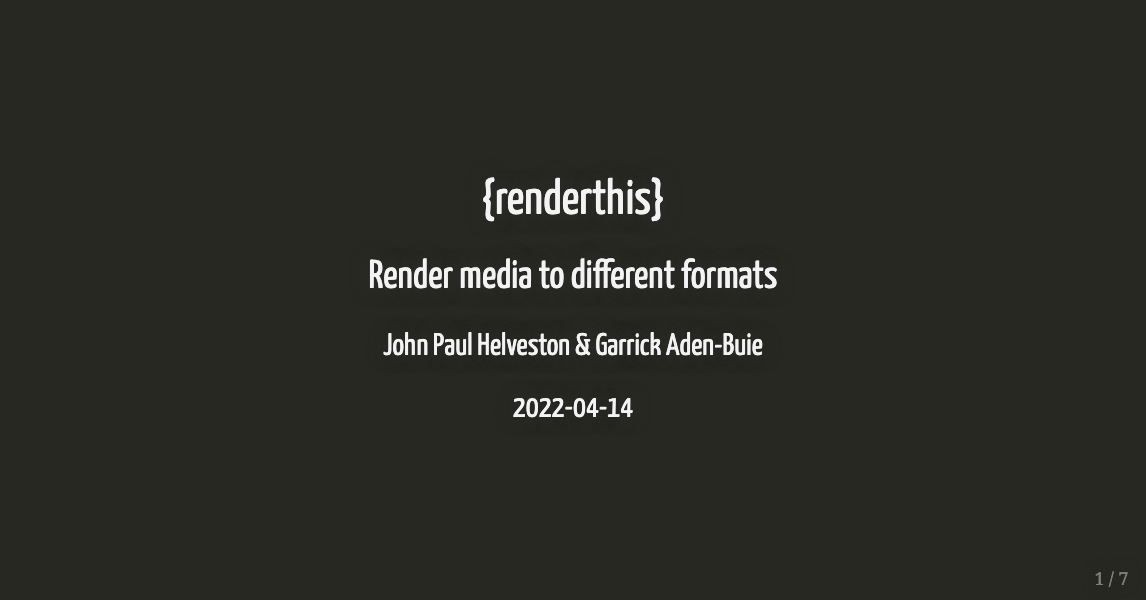 {renderthis}
Render media to different formats
John Paul Helveston & Garrick Aden-Buie
2022-04-14
1 / 7